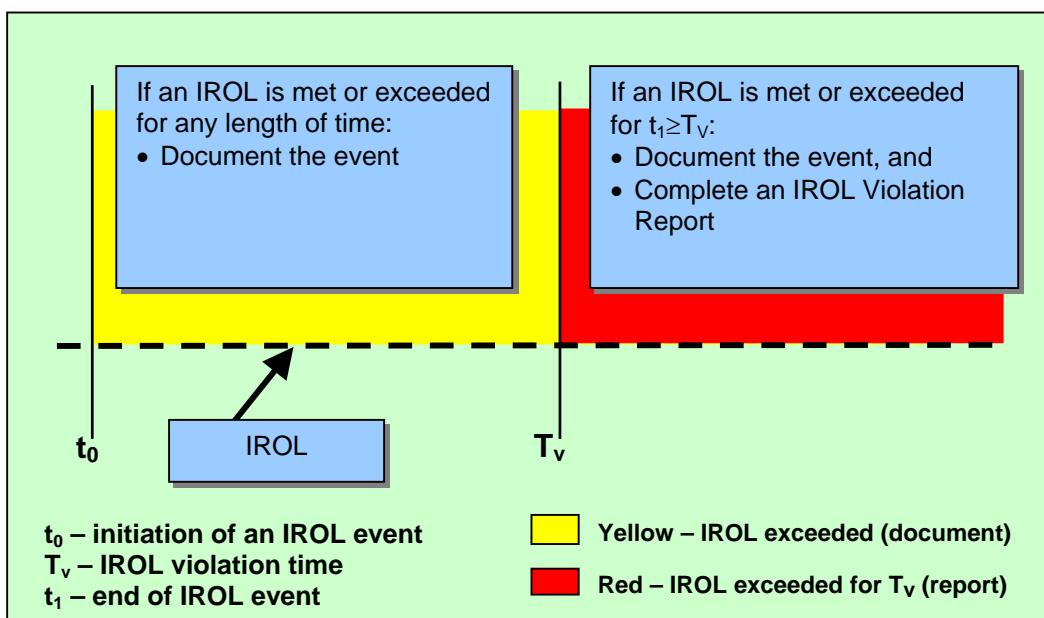 If an IROL is met or exceeded
for any length of time:
• Document the event
If an IROL is met or exceeded
for t₁≥Tᵥ:
• Document the event, and
• Complete an IROL Violation
Report
IROL
t₀
Tᵥ
t₀ – initiation of an IROL event
Tᵥ – IROL violation time
t₁ – end of IROL event
Yellow – IROL exceeded (document)
Red – IROL exceeded for Tᵥ (report)